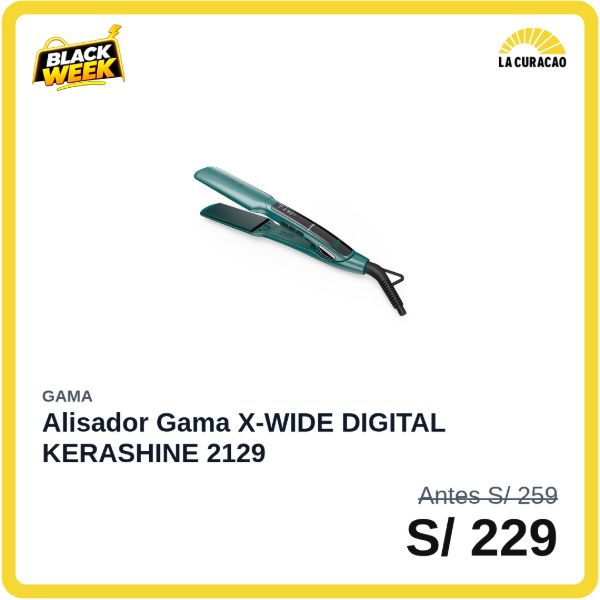 BLACK
WEEK
LA CURACAO
GAMA
Alisador Gama X-WIDE DIGITAL
KERASHINE 2129
Antes S/ 259
S/ 229